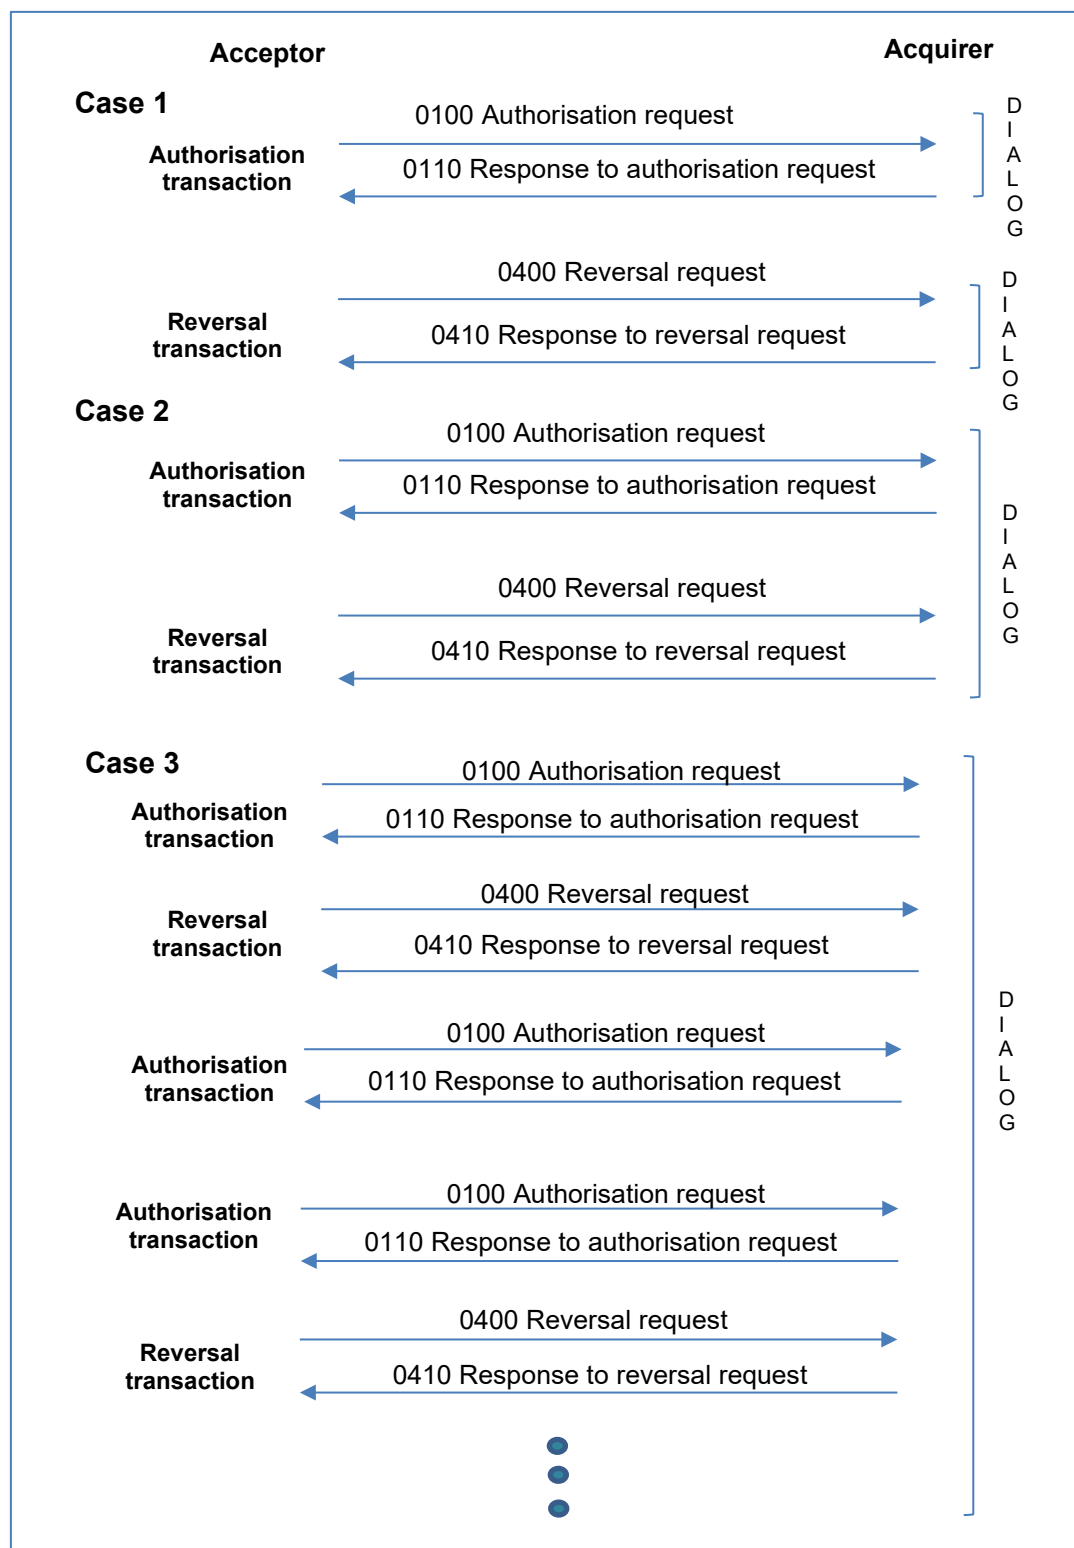 Acceptor
Acquirer
Case 1
0100 Authorisation request
Authorisation
transaction
0110 Response to authorisation request
DIALOG
0400 Reversal request
Reversal
transaction
0410 Response to reversal request
DIALOG
Case 2
0100 Authorisation request
Authorisation
transaction
0110 Response to authorisation request
0400 Reversal request
Reversal
transaction
0410 Response to reversal request
DIALOG
Case 3
0100 Authorisation request
Authorisation
transaction
0110 Response to authorisation request
0400 Reversal request
Reversal
transaction
0410 Response to reversal request
0100 Authorisation request
Authorisation
transaction
0110 Response to authorisation request
0100 Authorisation request
Authorisation
transaction
0110 Response to authorisation request
0400 Reversal request
Reversal
transaction
0410 Response to reversal request
DIALOG